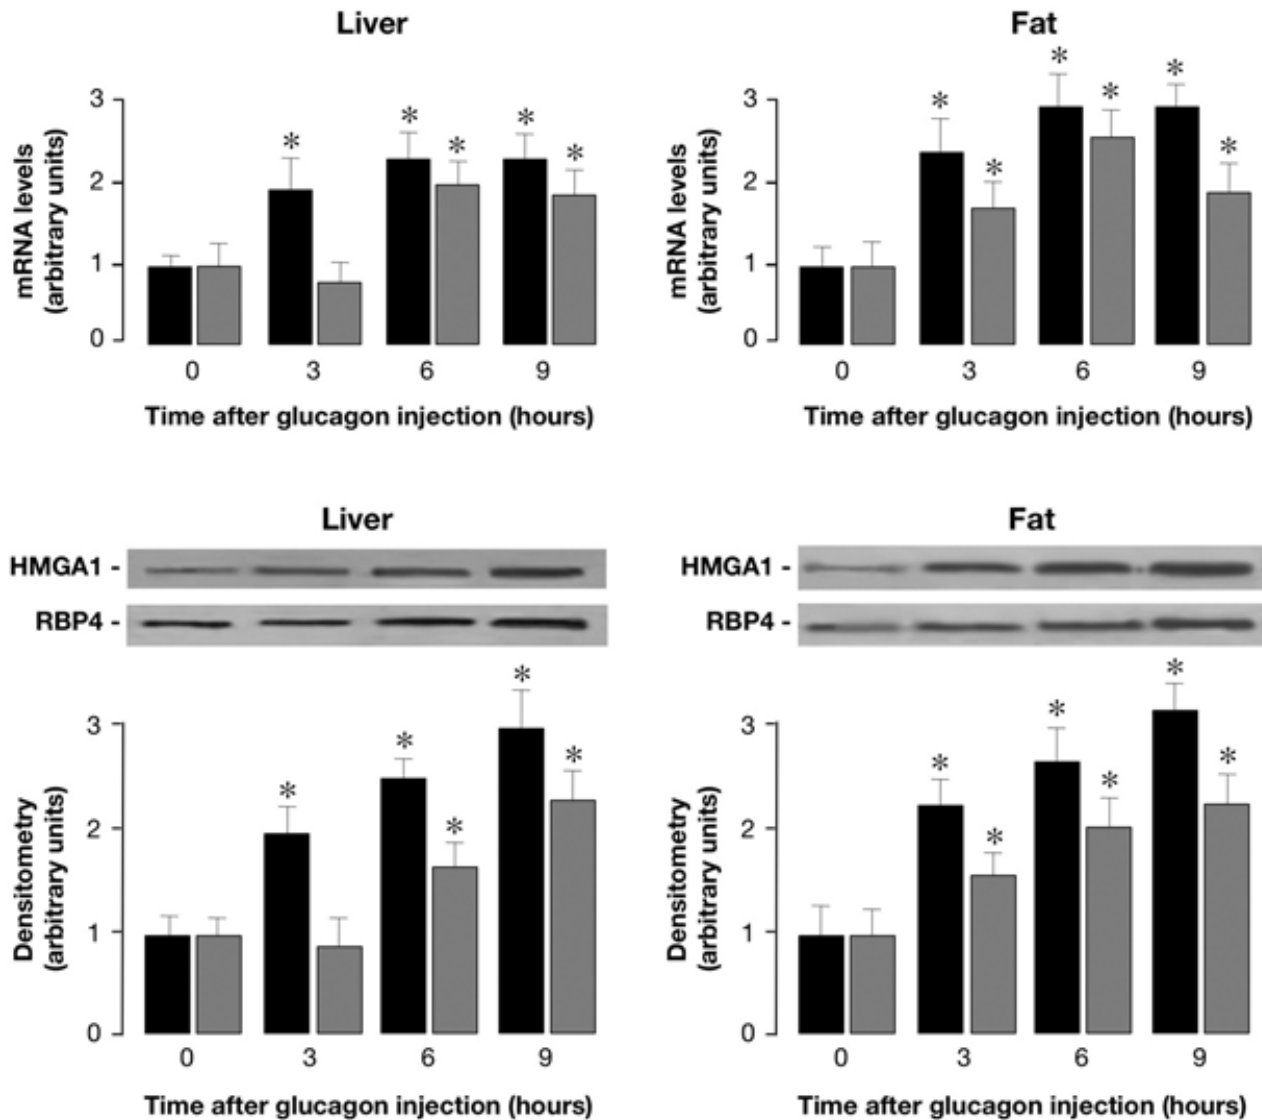 Liver
mRNA levels
(arbitrary units)
3
2
1
0
*
*
*
*
*
0 3 6 9
Time after glucagon injection (hours)
Fat
mRNA levels
(arbitrary units)
3
2
1
0
*
*
*
*
*
*
0 3 6 9
Time after glucagon injection (hours)
Liver
HMGA1 -
RBP4 -
Densitometry
(arbitrary units)
3
2
1
0
*
*
*
*
*
0 3 6 9
Time after glucagon injection (hours)
Fat
HMGA1 -
RBP4 -
Densitometry
(arbitrary units)
3
2
1
0
*
*
*
*
*
*
0 3 6 9
Time after glucagon injection (hours)